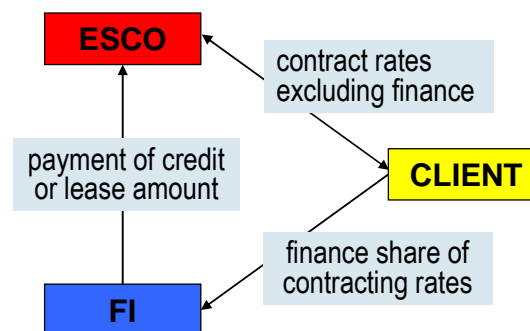 ESCO
contract rates
excluding finance
payment of credit
or lease amount
CLIENT
finance share of
contracting rates
FI